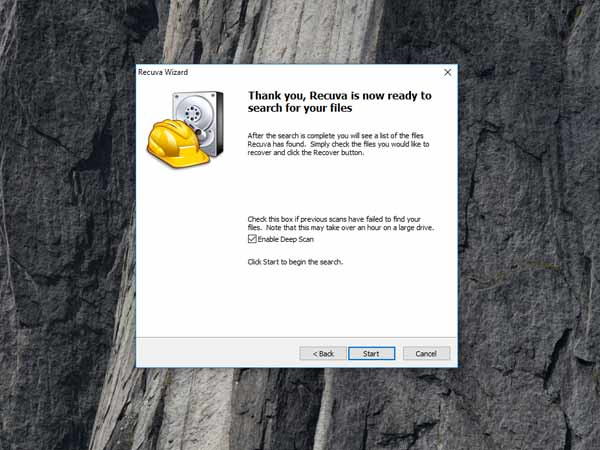 Recuva Wizard
Thank you, Recuva is now ready to
search for your files
After the search is complete you will see a list of the files
Recuva has found. Simply check the files you would like to
recover and click the Recover button.
Check this box if previous scans have failed to find your
files. Note that this may take over an hour on a large drive.
Enable Deep Scan
Click Start to begin the search.
< Back
Start
Cancel